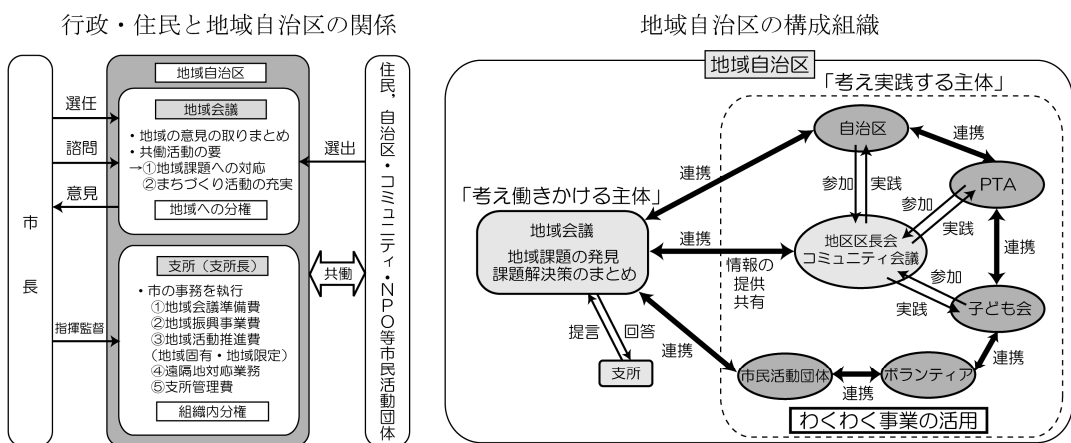 行政・住民と地域自治区の関係
市長
選任
諮問
意見
指揮監督
地域自治区
地域会議
・地域の意見の取りまとめ
・共働活動の要
→①地域課題への対応
②まちづくり活動の充実
地域への分権
支所（支所長）
・市の事務を執行
①地域会議準備費
②地域振興事業費
③地域活動推進費
（地域固有・地域限定）
④遠隔地対応業務
⑤支所管理費
組織内分権
選出
共働
住民，自治区・コミュニティ・NPO等市民活動団体
地域自治区の構成組織
地域自治区
「考え実践する主体」
自治区
連携
連携
参加
実践
PTA
「考え働きかける主体」
参加
実践
地域会議
地域課題の発見
課題解決策のまとめ
連携
情報の
提供
共有
地区区長会
コミュニティ会議
連携
参加
実践
子ども会
提言
回答
連携
支所
市民活動団体
連携
ボランティア
連携
わくわく事業の活用